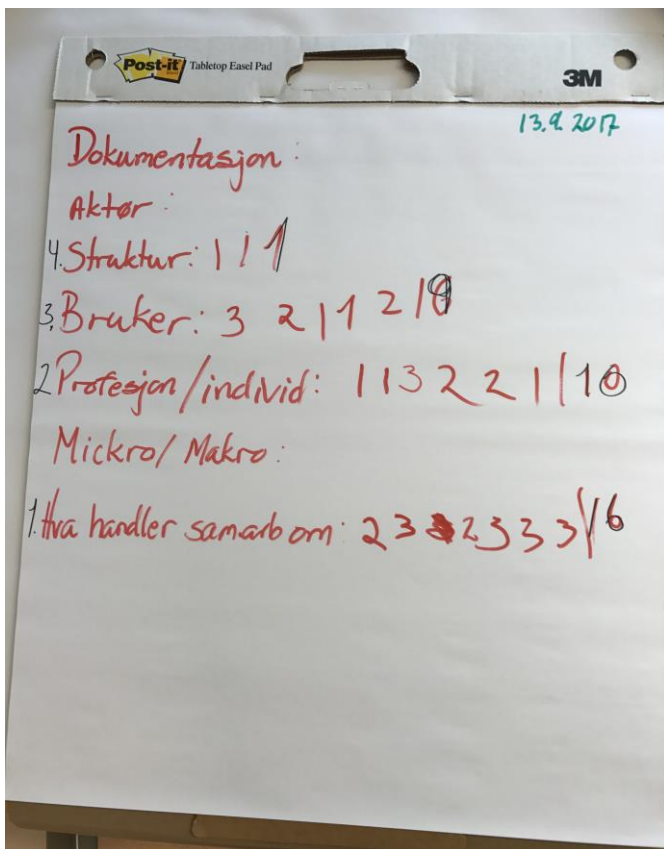 Post-it Tabletop Easel Pad
3M
13.9.2017
Dokumentasjon:
Aktør:
4. Struktur: 1 1 1
3. Bruker: 3 2 1 1 2 | 9
2 Profesjon/individ: 1 1 3 2 2 1 | 10
Mickro/Makro:
1. Hva handler samarb om: 2 3 2 3 3 3 | 16